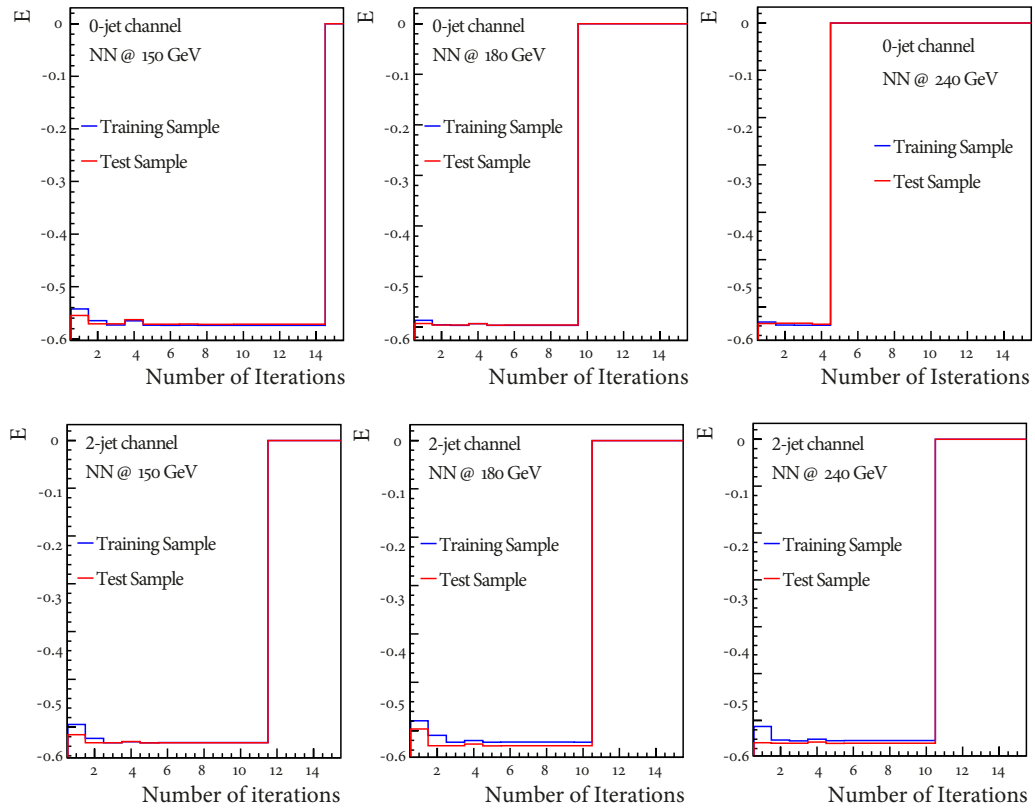 E
0-jet channel
NN @ 150 GeV
Training Sample
Test Sample
0
-0.1
-0.2
-0.3
-0.4
-0.5
-0.6
2 4 6 8 10 12 14
Number of Iterations
E
0-jet channel
NN @ 180 GeV
Training Sample
Test Sample
0
-0.1
-0.2
-0.3
-0.4
-0.5
-0.6
2 4 6 8 10 12 14
Number of Iterations
E
0-jet channel
NN @ 240 GeV
Training Sample
Test Sample
0
-0.1
-0.2
-0.3
-0.4
-0.5
-0.6
2 4 6 8 10 12 14
Number of Isterations
E
2-jet channel
NN @ 150 GeV
Training Sample
Test Sample
0
-0.1
-0.2
-0.3
-0.4
-0.5
-0.6
2 4 6 8 10 12 14
Number of iterations
E
2-jet channel
NN @ 180 GeV
Training Sample
Test Sample
0
-0.1
-0.2
-0.3
-0.4
-0.5
-0.6
2 4 6 8 10 12 14
Number of Iterations
E
2-jet channel
NN @ 240 GeV
Training Sample
Test Sample
0
-0.1
-0.2
-0.3
-0.4
-0.5
-0.6
2 4 6 8 10 12 14
Number of Iterations